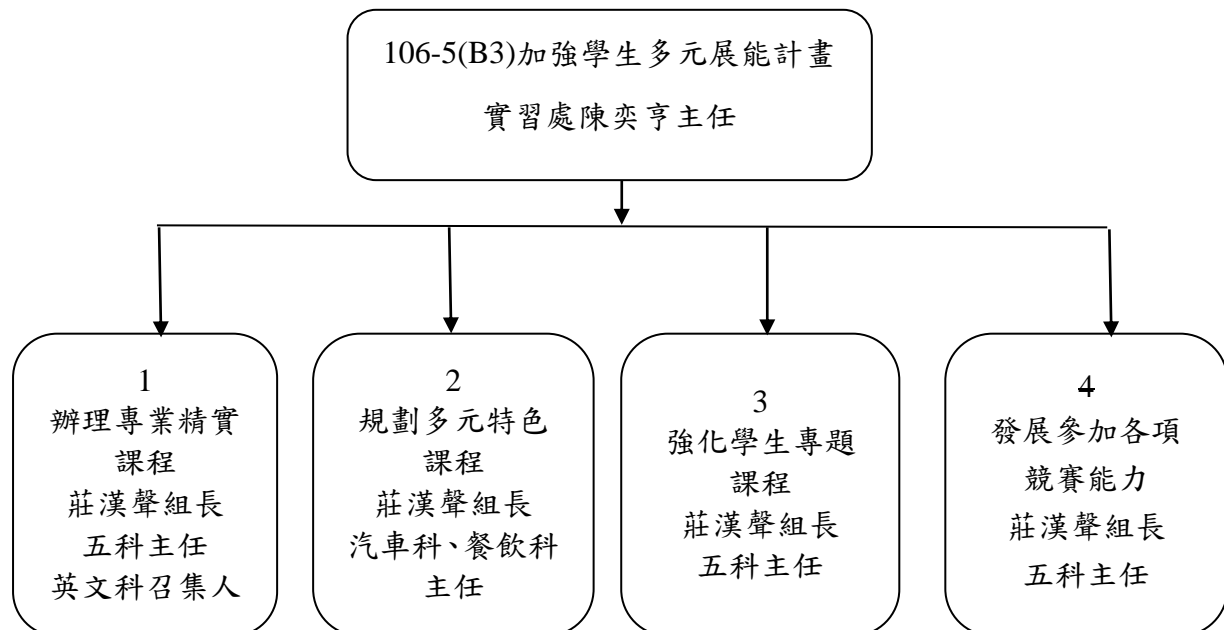 106-5(B3)加強學生多元展能計畫
實習處陳奕亨主任
1
辦理專業精實
課程
莊漢聲組長
五科主任
英文科召集人
2
規劃多元特色
課程
莊漢聲組長
汽車科、餐飲科
主任
3
強化學生專題
課程
莊漢聲組長
五科主任
4
發展參加各項
競賽能力
莊漢聲組長
五科主任